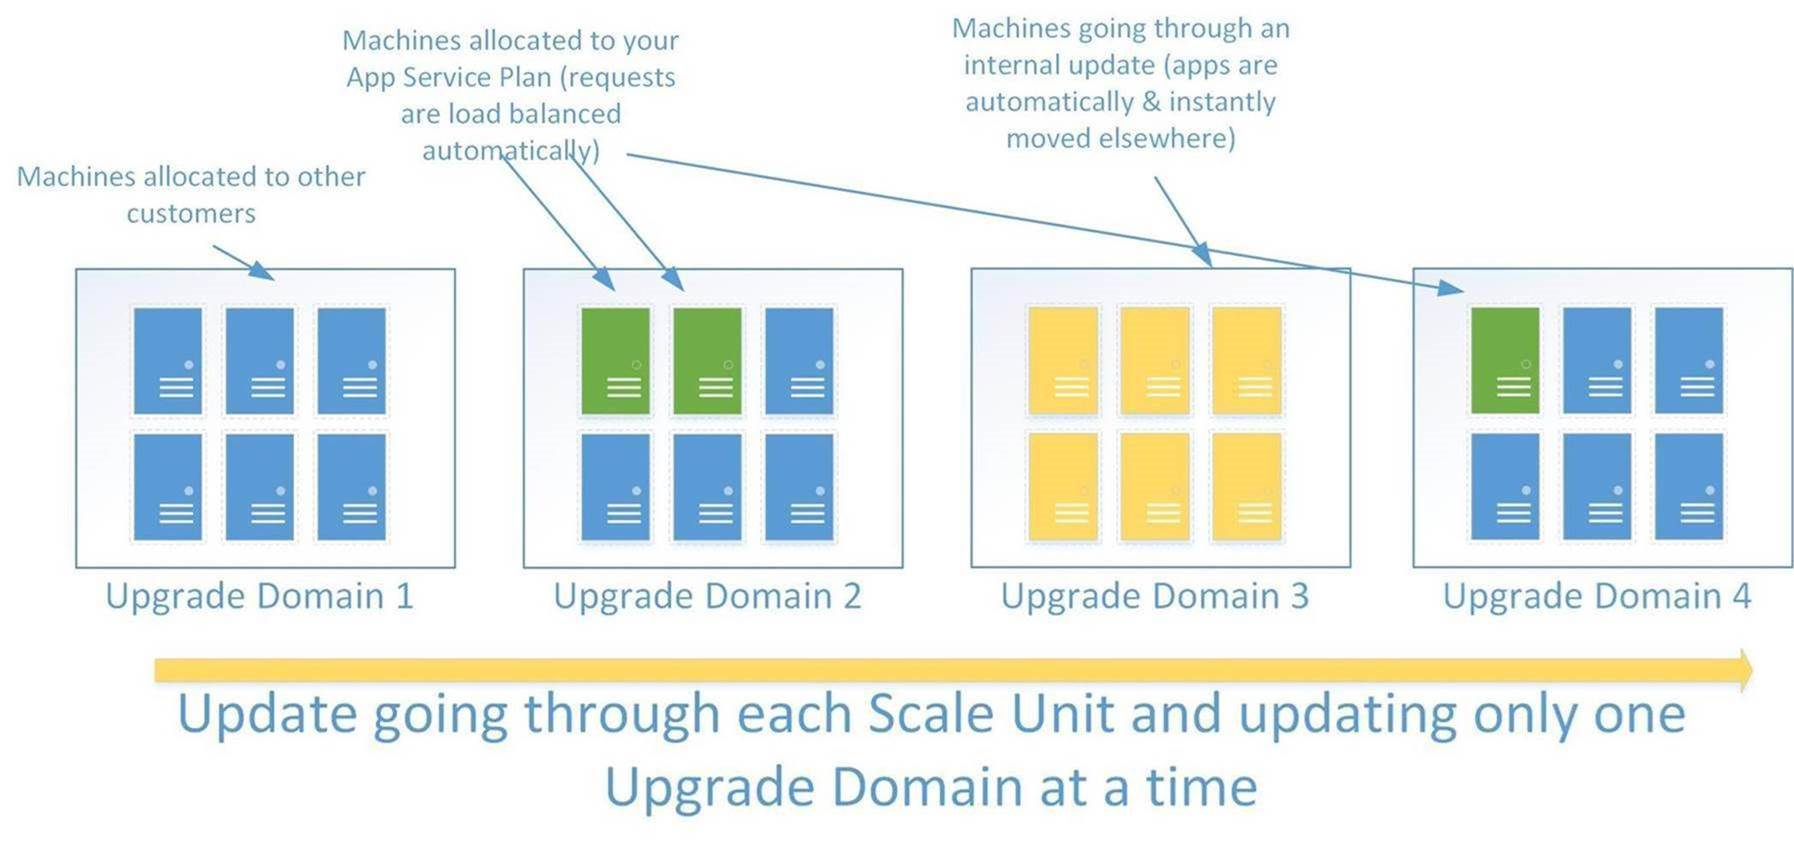 Machines allocated to other
customers
Machines allocated to your
App Service Plan (requests
are load balanced
automatically)
Machines going through an
internal update (apps are
automatically & instantly
moved elsewhere)
Upgrade Domain 1
Upgrade Domain 2
Upgrade Domain 3
Upgrade Domain 4
Update going through each Scale Unit and updating only one
Upgrade Domain at a time